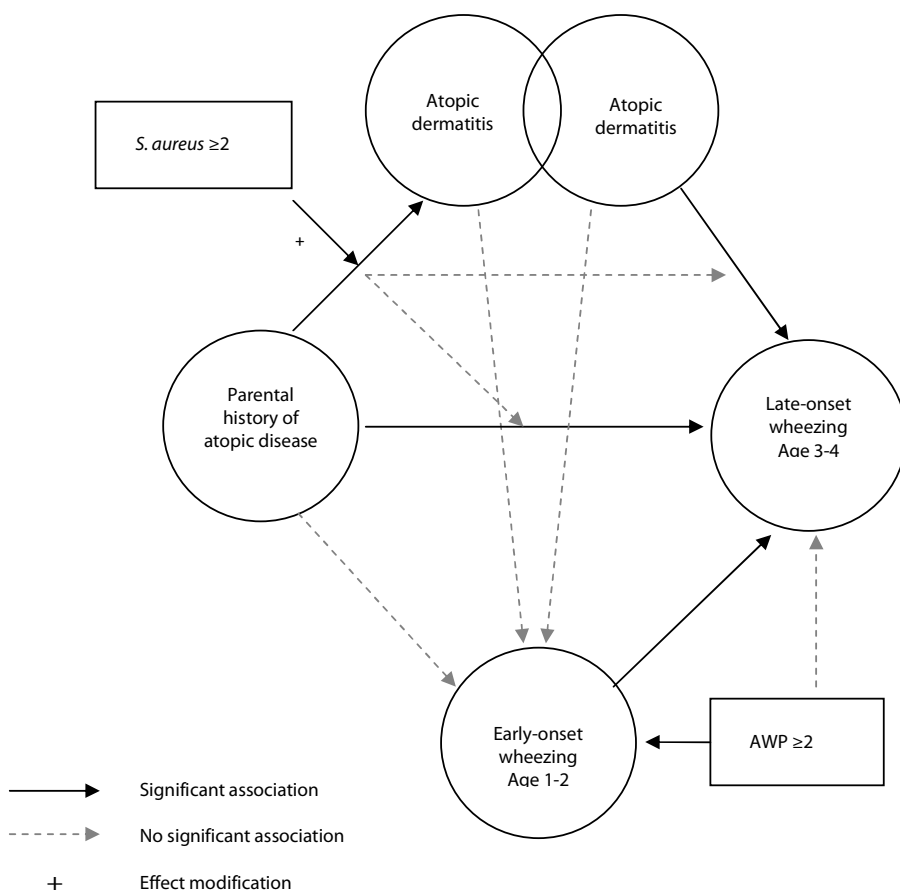 Atopic
dermatitis
Atopic
dermatitis
S. aureus ≥2
+
Parental
history of
atopic disease
Late-onset
wheezing
Age 3-4
Early-onset
wheezing
Age 1-2
AWP ≥2
Significant association
No significant association
+ Effect modification